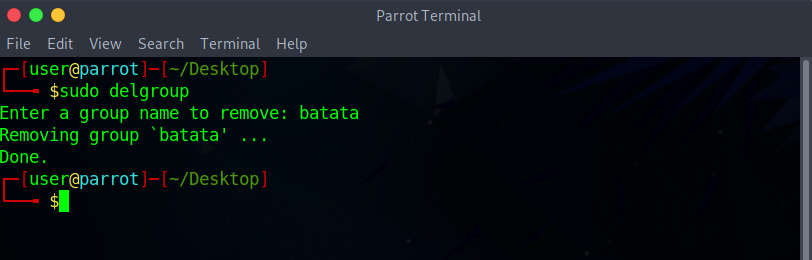 Parrot Terminal
File Edit View Search Terminal Help
┌─[user@parrot]─[~/Desktop]
└──╼ $sudo delgroup
Enter a group name to remove: batata
Removing group `batata' ...
Done.
┌─[user@parrot]─[~/Desktop]
└──╼ $